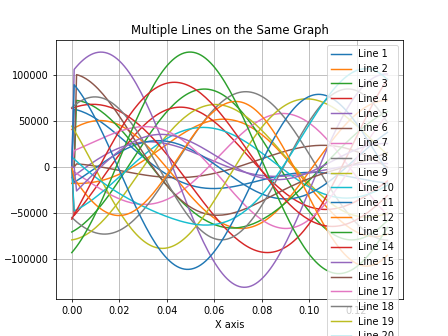 Multiple Lines on the Same Graph
100000
50000
0
−50000
−100000
0.00
0.02
0.04
0.06
0.08
0.10
X axis
Line 1
Line 2
Line 3
Line 4
Line 5
Line 6
Line 7
Line 8
Line 9
Line 10
Line 11
Line 12
Line 13
Line 14
Line 15
Line 16
Line 17
Line 18
Line 19
Line 20